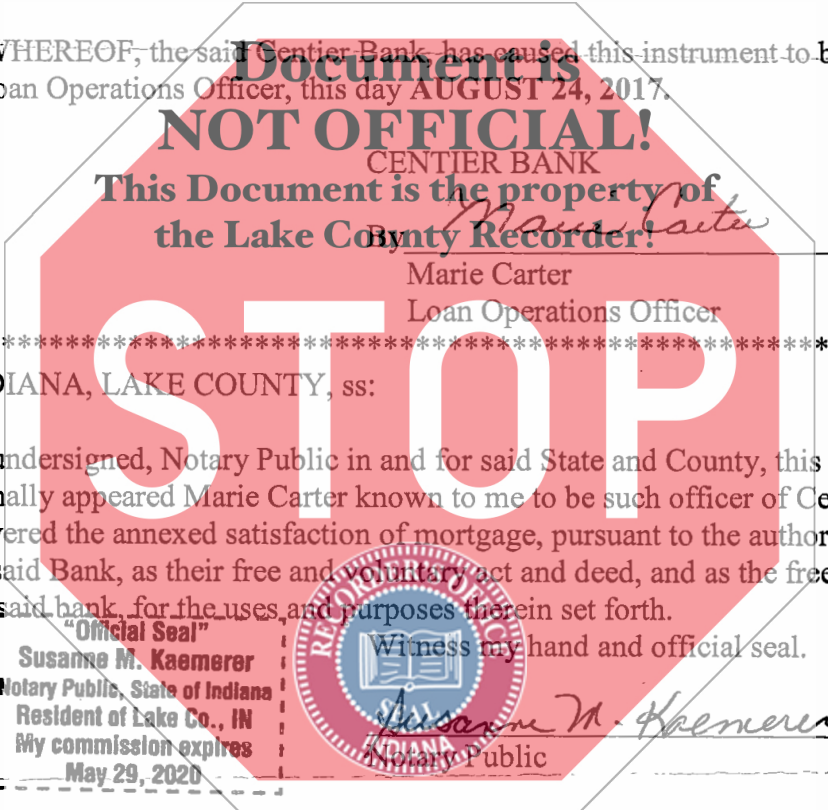 WHEREOF, the said Centier Bank, has caused this instrument to b
oan Operations Officer, this day AUGUST 24, 2017.
Document is
NOT OFFICIAL!
This Document is the property of
the Lake County Recorder!
CENTIER BANK
By Marie Carter
Marie Carter
Loan Operations Officer
************************************************************
DIANA, LAKE COUNTY, ss:
STOP
undersigned, Notary Public in and for said State and County, this
nally appeared Marie Carter known to me to be such officer of Ce
vered the annexed satisfaction of mortgage, pursuant to the author
said Bank, as their free and voluntary act and deed, and as the free
said bank, for the uses and purposes therein set forth.
Witness my hand and official seal.
"Official Seal"
Susanne M. Kaemerer
Notary Public, State of Indiana
Resident of Lake Co., IN
My commission expires
May 29, 2020
RECORDER'S OFFICE
SEAL
INDIANA
Susanne M. Kaemerer
Notary Public